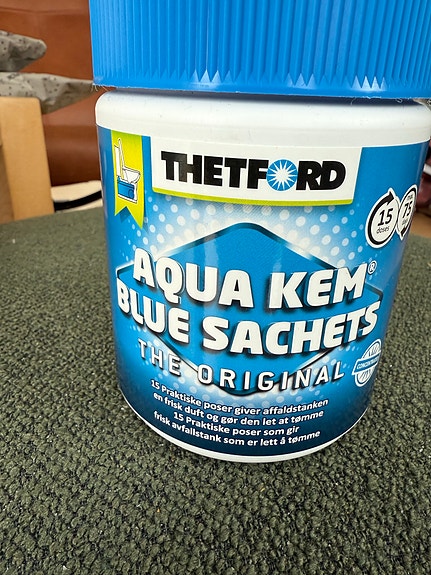 THETFORD
15
doses
75
AQUA KEM®
BLUE SACHETS
THE ORIGINAL
15 Praktiske poser giver affaldstanken
en frisk duft og gør den let at tømme
15 Praktiske poser som gir
frisk avfallstank som er lett å tømme